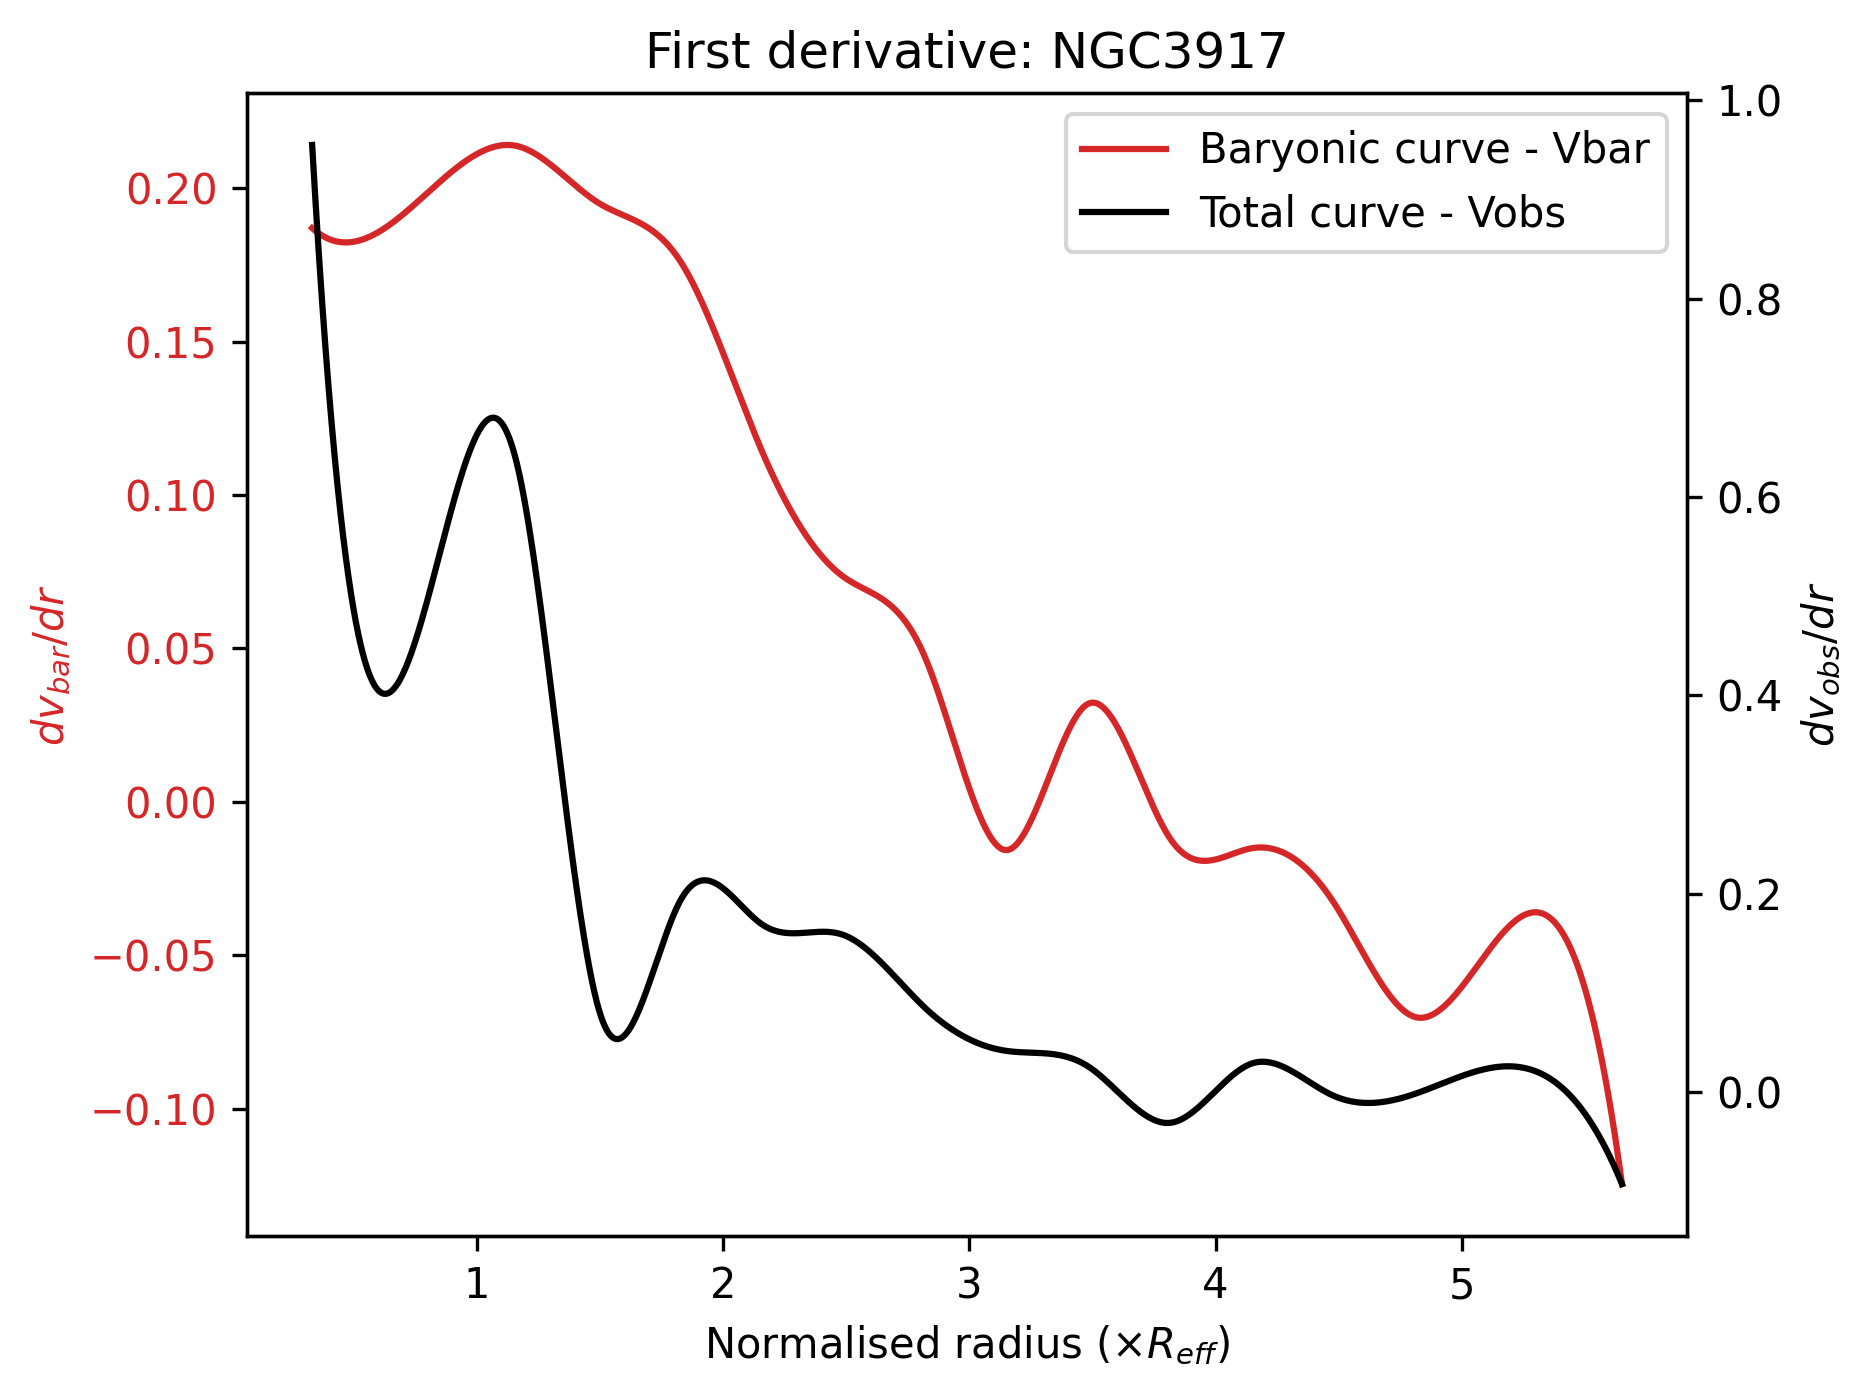 First derivative: NGC3917
Baryonic curve - Vbar
Total curve - Vobs
0.20
0.15
0.10
0.05
0.00
−0.05
−0.10
dv_bar/dr
1.0
0.8
0.6
0.4
0.2
0.0
dv_obs/dr
1 2 3 4 5
Normalised radius (×R_eff)